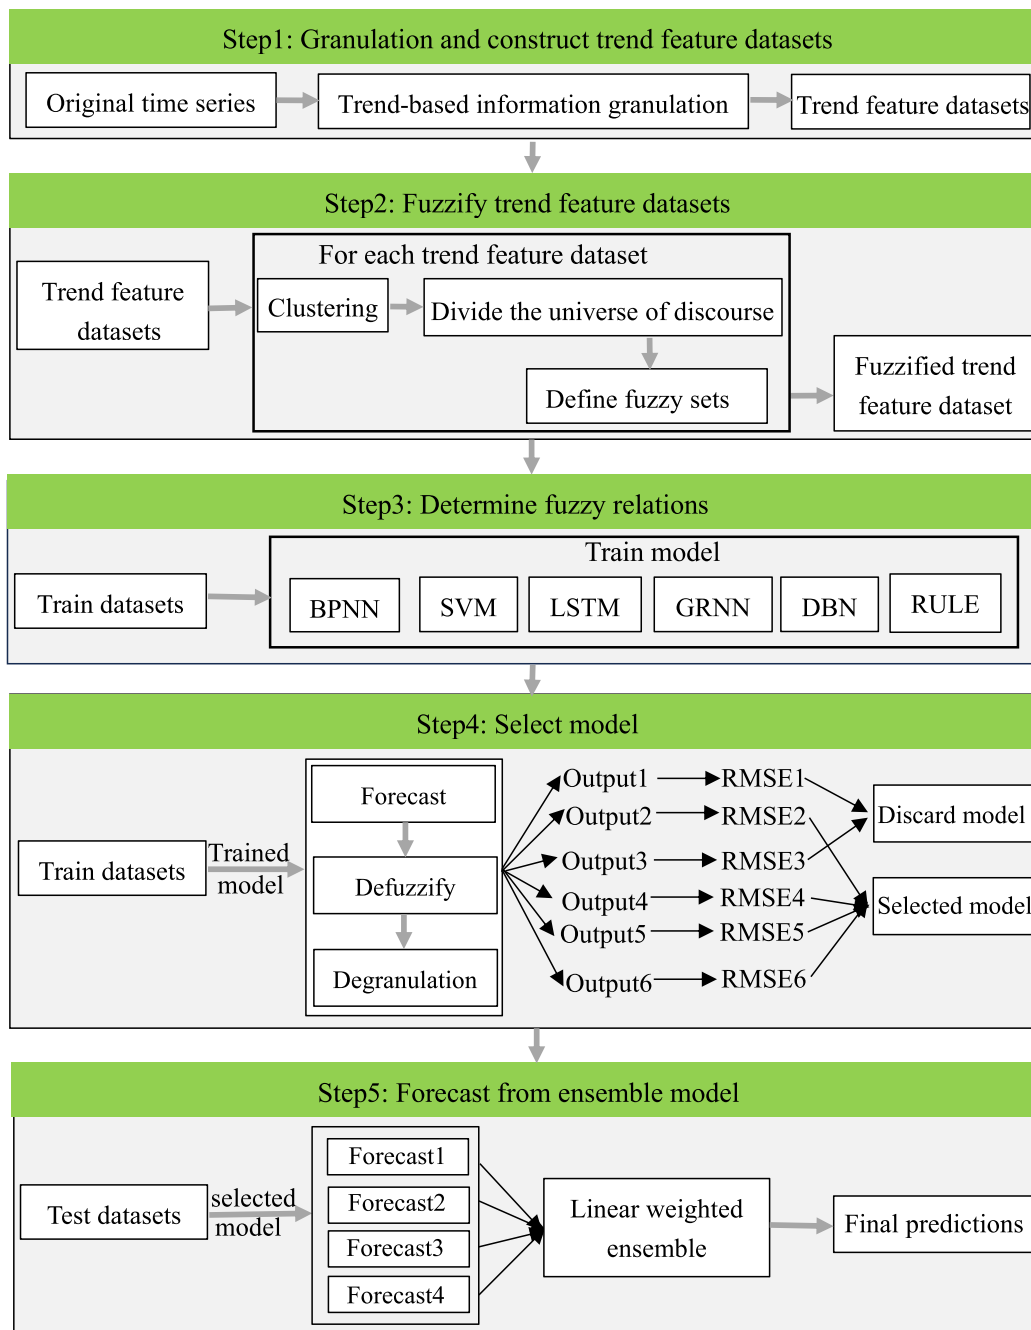 Step1: Granulation and construct trend feature datasets
Original time series
Trend-based information granulation
Trend feature datasets
Step2: Fuzzify trend feature datasets
For each trend feature dataset
Trend feature
datasets
Clustering
Divide the universe of discourse
Define fuzzy sets
Fuzzified trend
feature dataset
Step3: Determine fuzzy relations
Train model
Train datasets
BPNN
SVM
LSTM
GRNN
DBN
RULE
Step4: Select model
Train datasets
Trained
model
Forecast
Defuzzify
Degranulation
Output1
RMSE1
Output2
RMSE2
Output3
RMSE3
Output4
RMSE4
Output5
RMSE5
Output6
RMSE6
Discard model
Selected model
Step5: Forecast from ensemble model
Test datasets
selected
model
Forecast1
Forecast2
Forecast3
Forecast4
Linear weighted
ensemble
Final predictions